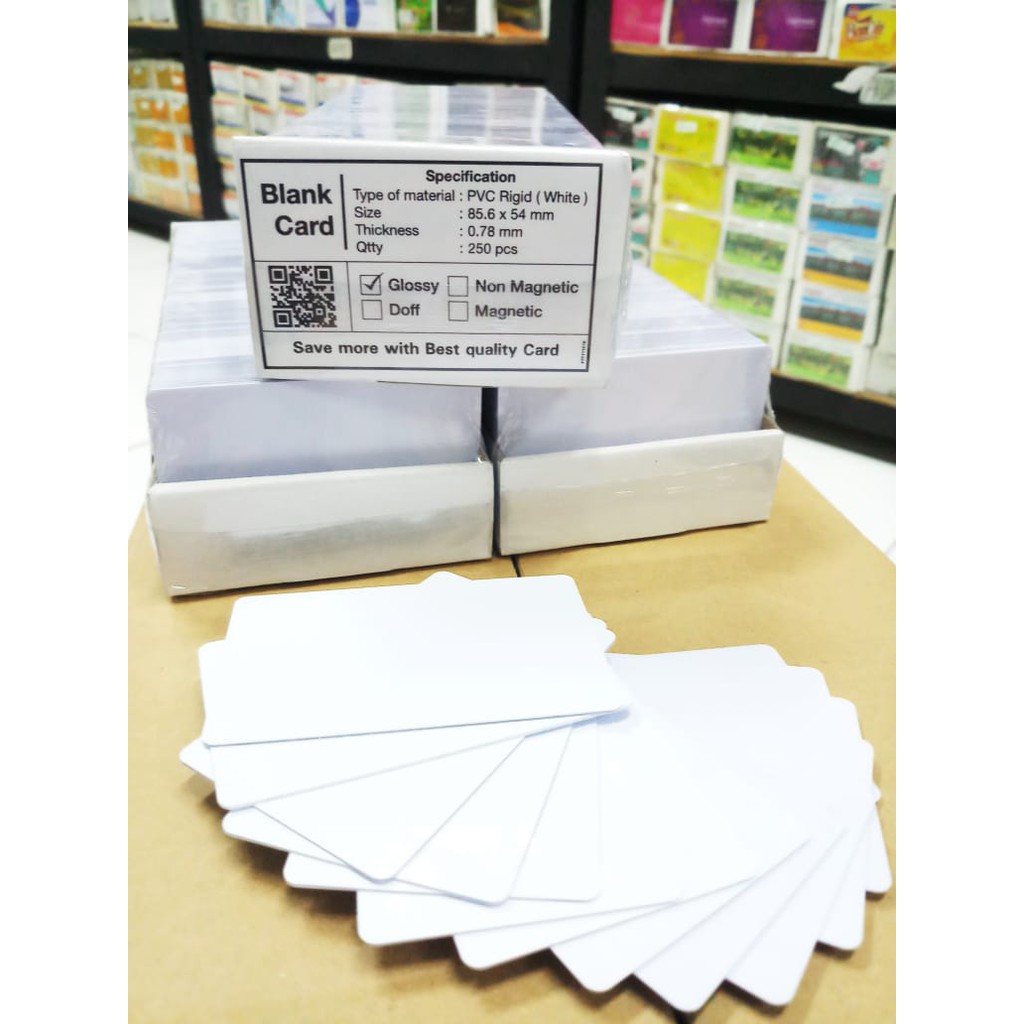 Blank
Card
Specification
Type of material : PVC Rigid ( White )
Size : 85.6 x 54 mm
Thickness : 0.78 mm
Qtty : 250 pcs
Glossy
Non Magnetic
Doff
Magnetic
Save more with Best quality Card